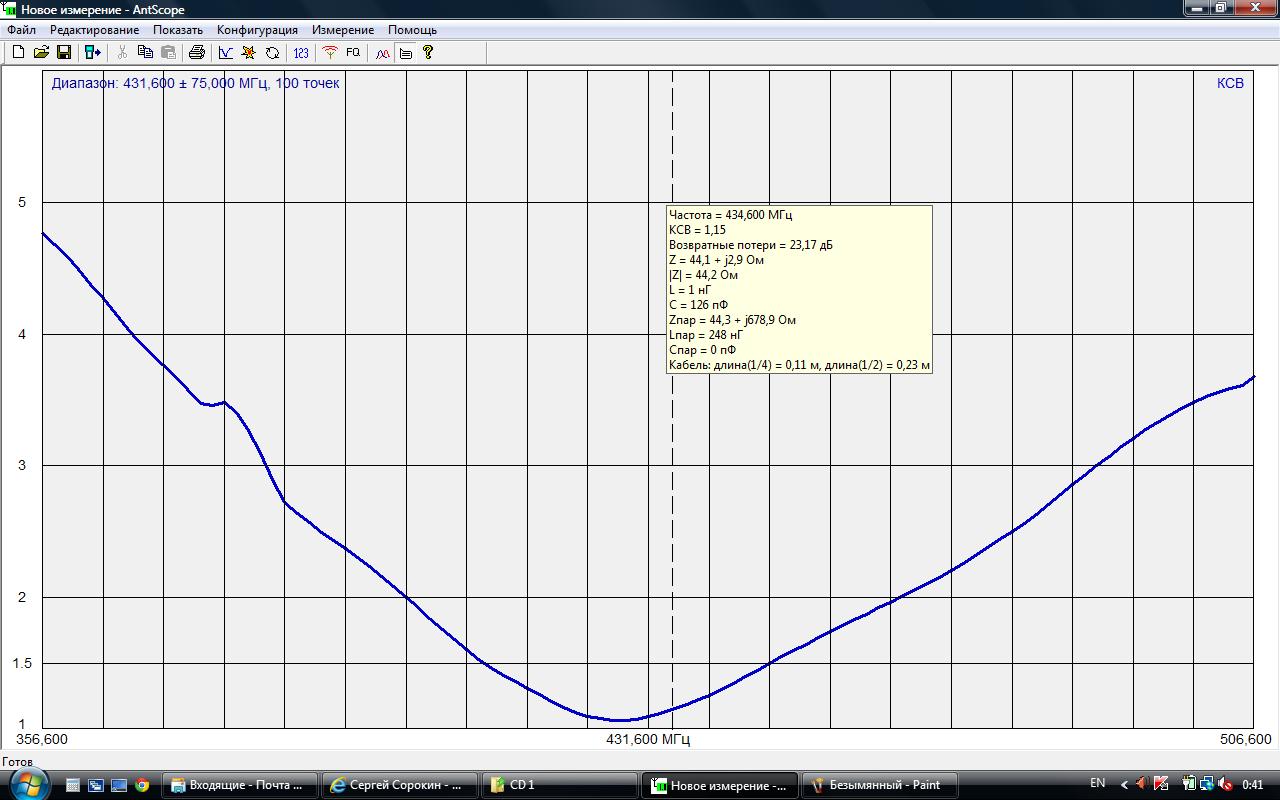 Новое измерение - AntScope
Файл Редактирование Показать Конфигурация Измерение Помощь
123 FQ
Диапазон: 431,600 ± 75,000 МГц, 100 точек
КСВ
5
Частота = 434,600 МГц
КСВ = 1,15
Возвратные потери = 23,17 дБ
Z = 44,1 + j2,9 Ом
|Z| = 44,2 Ом
L = 1 нГ
C = 126 пФ
Zпар = 44,3 + j678,9 Ом
Lпар = 248 нГ
Cпар = 0 пФ
Кабель: длина(1/4) = 0,11 м, длина(1/2) = 0,23 м
4
3
2
1.5
1
356,600 431,600 МГц 506,600
Готов
Входящие - Почта ... Сергей Сорокин - ... CD 1 Новое измерение -... Безымянный - Paint EN 0:41